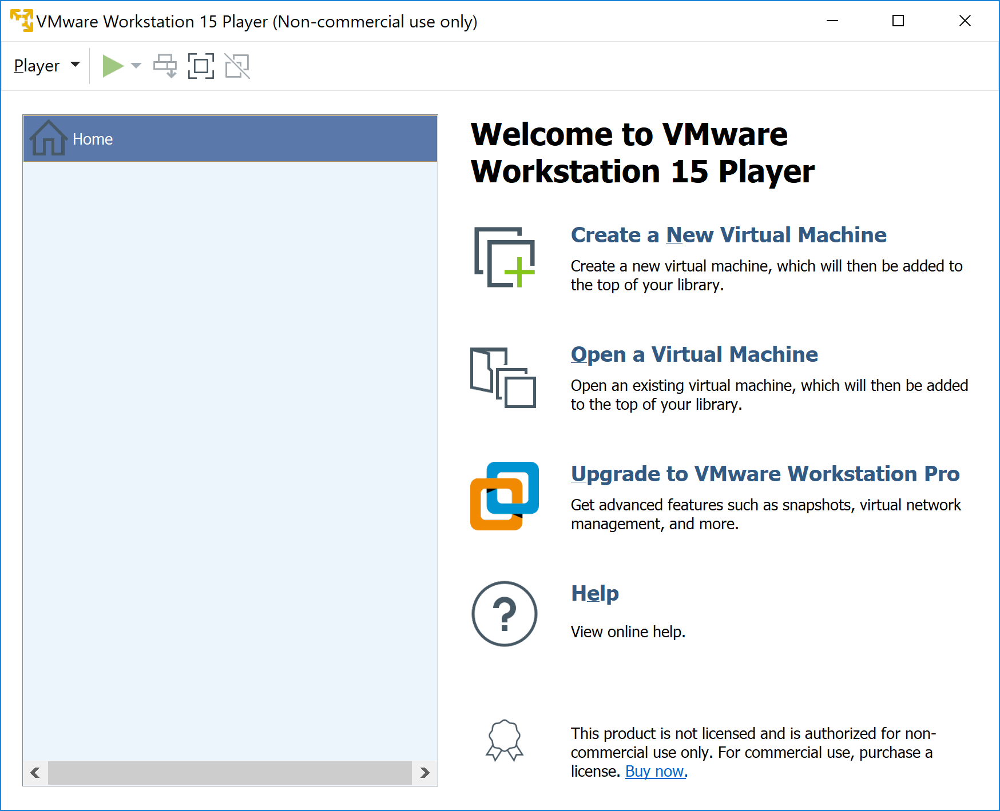 VMware Workstation 15 Player (Non-commercial use only)
Player
Home
Welcome to VMware
Workstation 15 Player
Create a New Virtual Machine
Create a new virtual machine, which will then be added to
the top of your library.
Open a Virtual Machine
Open an existing virtual machine, which will then be added
to the top of your library.
Upgrade to VMware Workstation Pro
Get advanced features such as snapshots, virtual network
management, and more.
Help
View online help.
This product is not licensed and is authorized for non-
commercial use only. For commercial use, purchase a
license. Buy now.